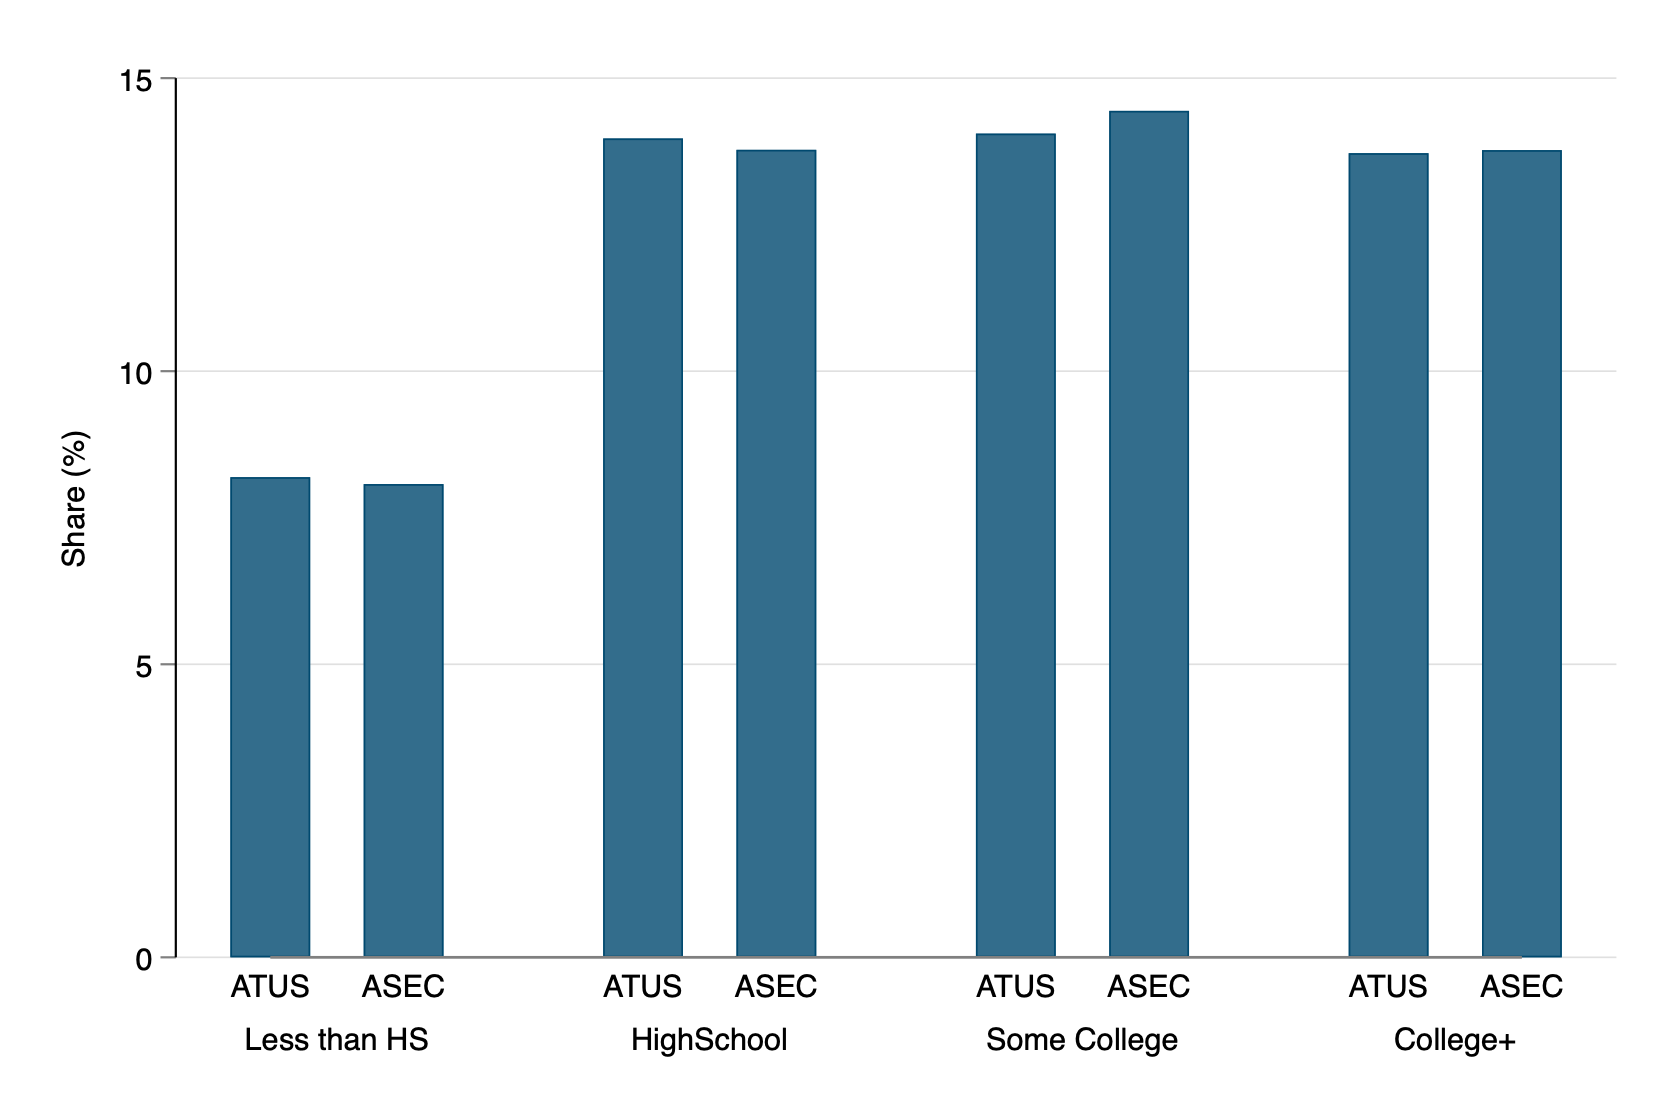 15
10
5
0
Share (%)
ATUS ASEC ATUS ASEC ATUS ASEC ATUS ASEC
Less than HS HighSchool Some College College+